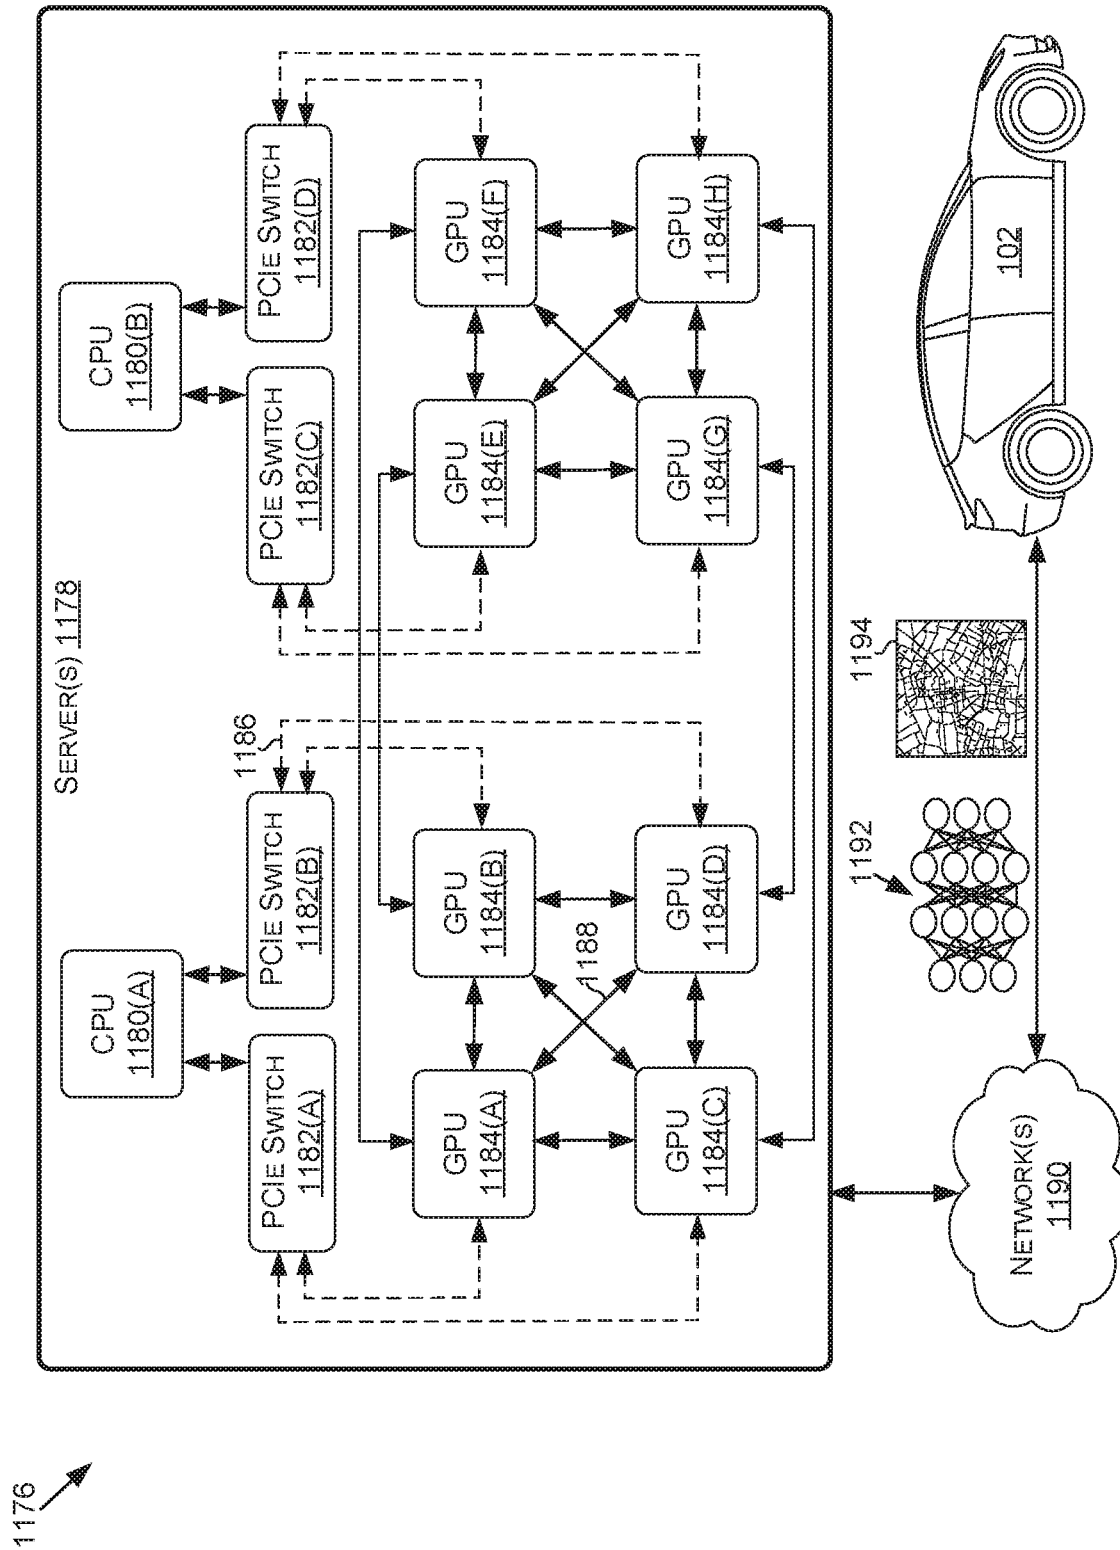 1176
SERVER(S) 1178
CPU
1180(A)
CPU
1180(B)
PCIE SWITCH
1182(A)
PCIE SWITCH
1182(B)
1186
PCIE SWITCH
1182(C)
PCIE SWITCH
1182(D)
GPU
1184(A)
GPU
1184(B)
GPU
1184(E)
GPU
1184(F)
1188
GPU
1184(C)
GPU
1184(D)
GPU
1184(G)
GPU
1184(H)
NETWORK(S)
1190
1192
1194
102